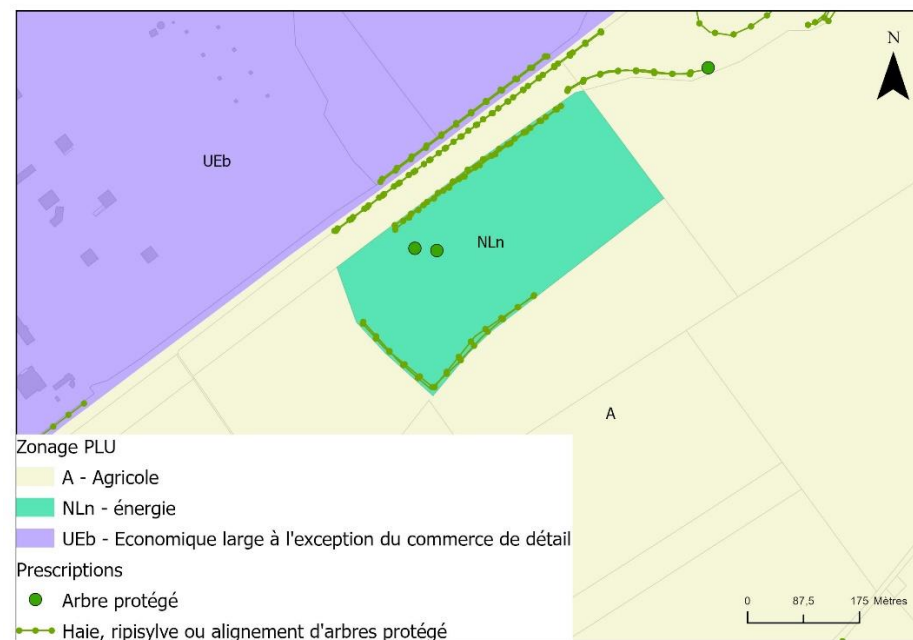 N
UEb
NLn
A
Zonage PLU
A - Agricole
NLn - énergie
UEb - Economique large à l'exception du commerce de détail
Prescriptions
Arbre protégé
Haie, ripisylve ou alignement d'arbres protégé
0 87,5 175 Mètres